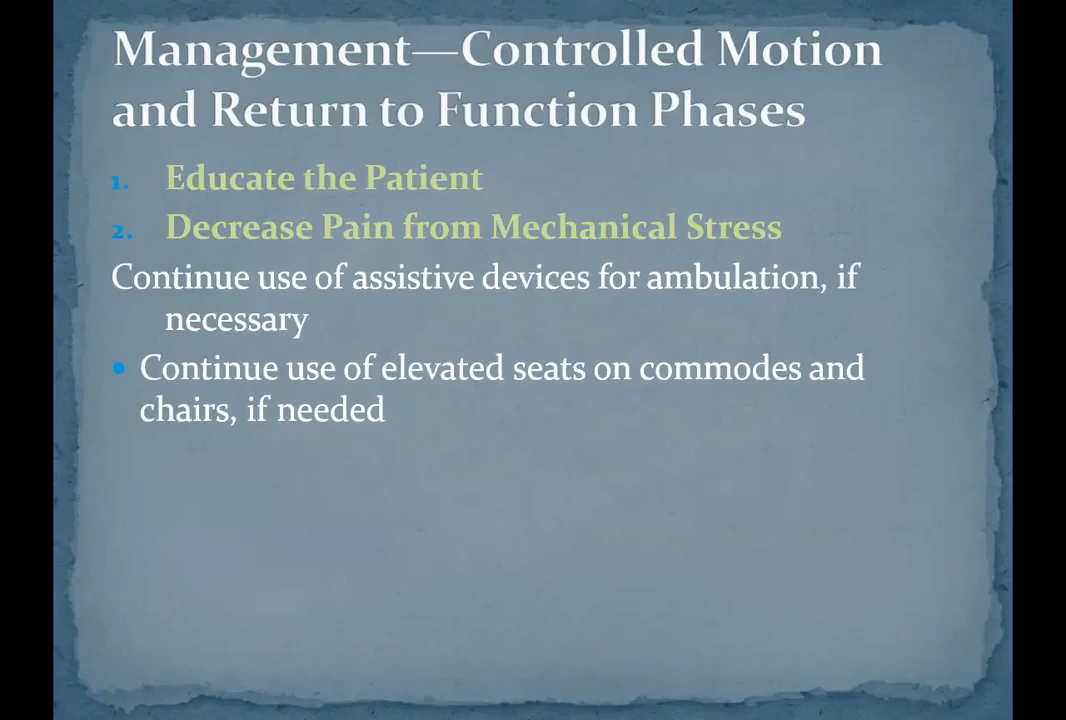 Management—Controlled Motion
and Return to Function Phases
1. Educate the Patient
2. Decrease Pain from Mechanical Stress
Continue use of assistive devices for ambulation, if
necessary
• Continue use of elevated seats on commodes and
chairs, if needed